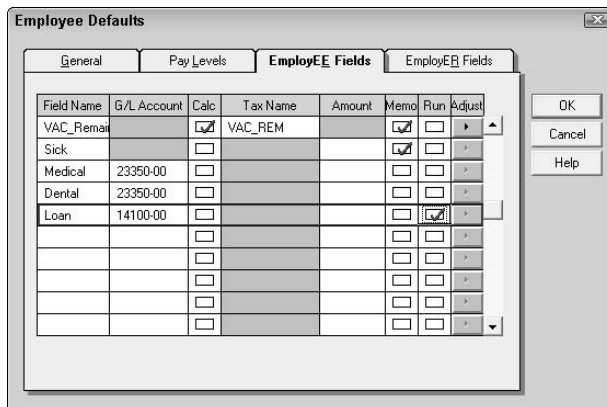 Employee Defaults
General Pay Levels EmployEE Fields EmployER Fields
Field Name G/L Account Calc Tax Name Amount Memo Run Adjust
VAC_Remai VAC_REM
Sick
Medical 23350-00
Dental 23350-00
Loan 14100-00
OK
Cancel
Help